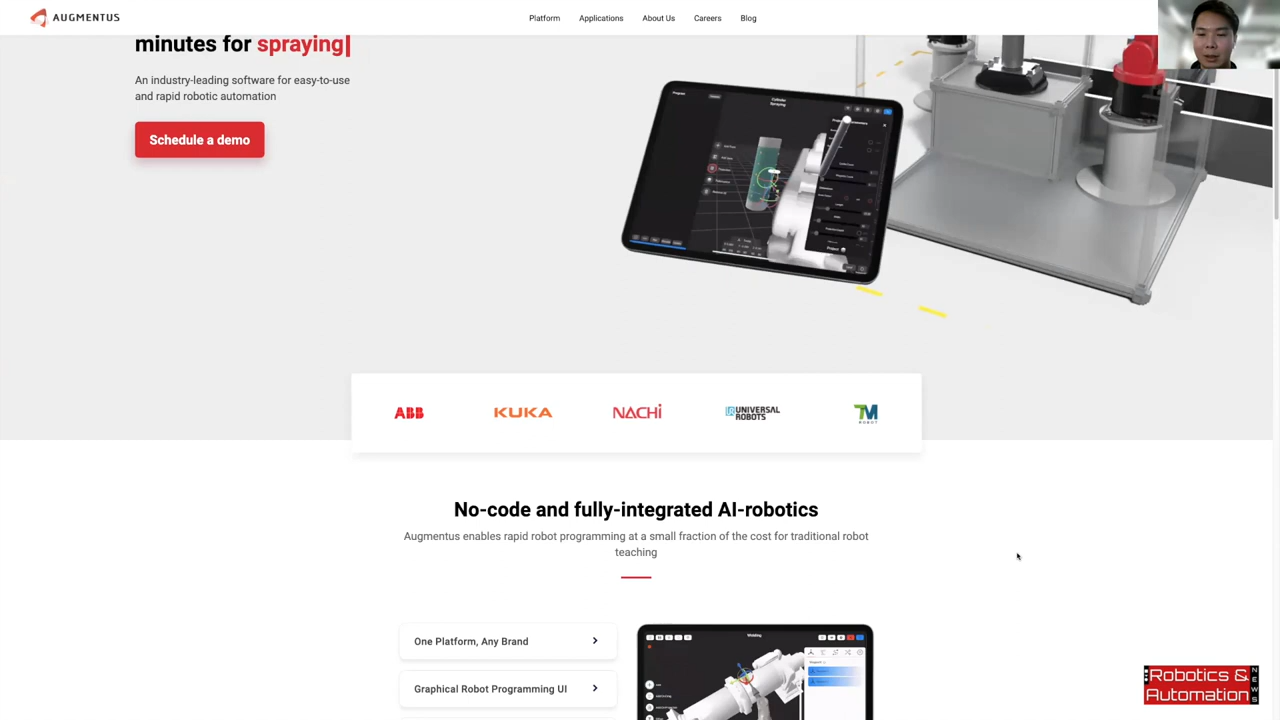 AUGMENTUS
Platform
Applications
About Us
Careers
Blog
minutes for spraying
An industry-leading software for easy-to-use
and rapid robotic automation
Schedule a demo
ABB
KUKA
NACHI
UNIVERSAL
ROBOTS
TM
ROBOT
No-code and fully-integrated AI-robotics
Augmentus enables rapid robot programming at a small fraction of the cost for traditional robot
teaching
One Platform, Any Brand
Graphical Robot Programming UI
Robotics &
Automation
NEWS